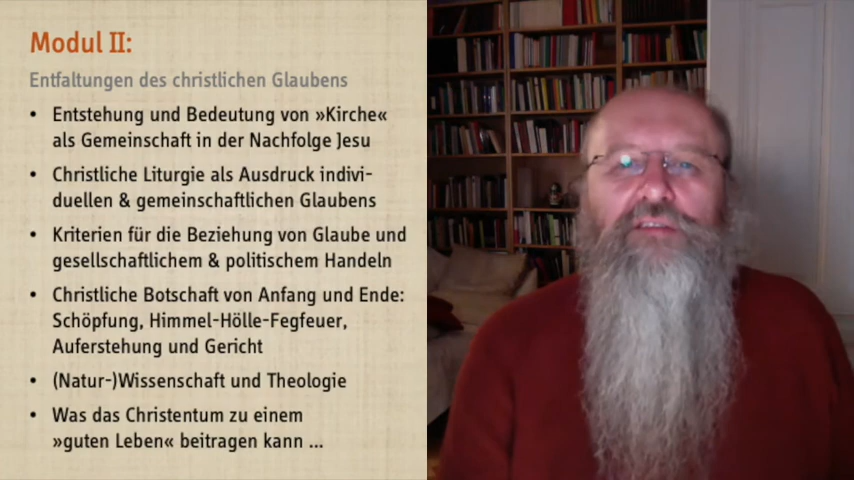 Modul II:
Entfaltungen des christlichen Glaubens
• Entstehung und Bedeutung von »Kirche«
als Gemeinschaft in der Nachfolge Jesu
• Christliche Liturgie als Ausdruck indivi-
duellen & gemeinschaftlichen Glaubens
• Kriterien für die Beziehung von Glaube und
gesellschaftlichem & politischem Handeln
• Christliche Botschaft von Anfang und Ende:
Schöpfung, Himmel-Hölle-Fegfeuer,
Auferstehung und Gericht
• (Natur-)Wissenschaft und Theologie
• Was das Christentum zu einem
»guten Leben« beitragen kann ...